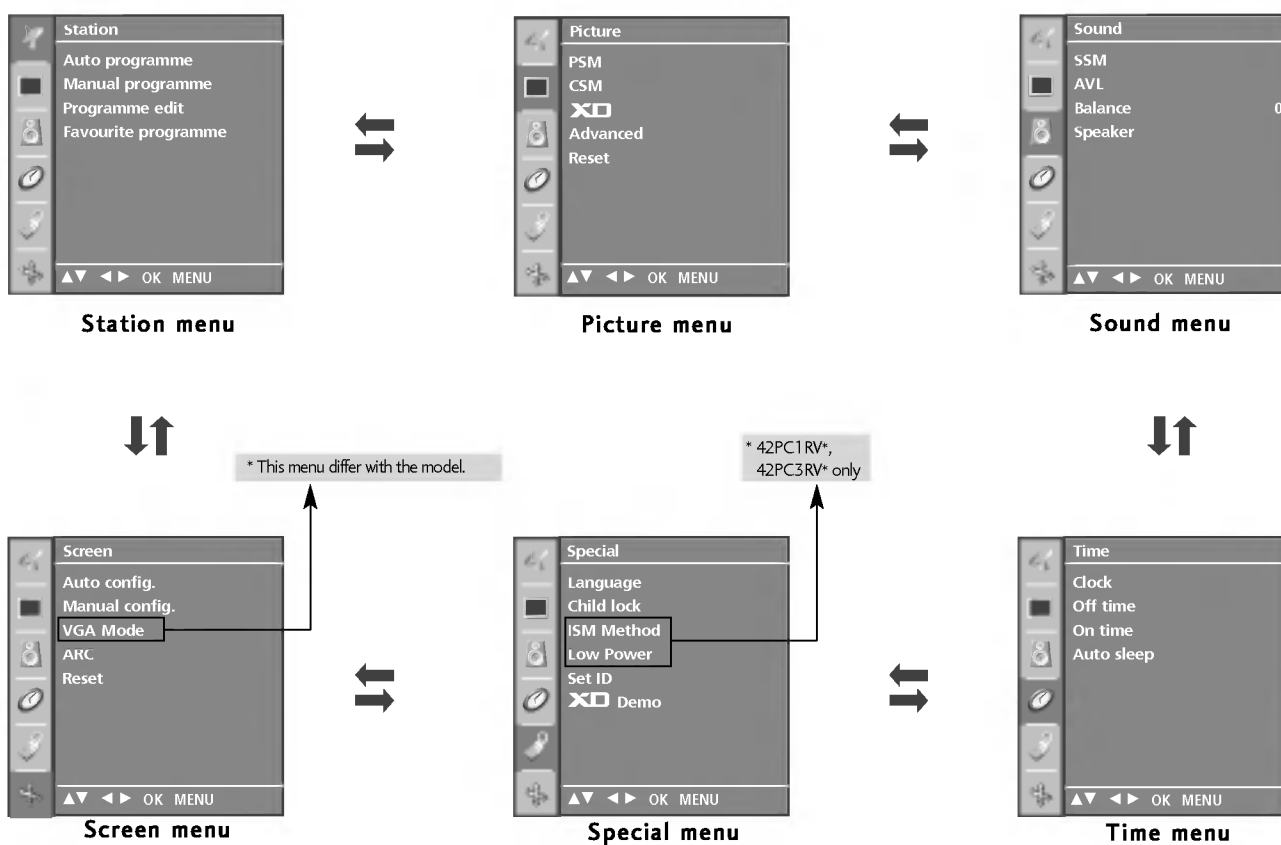 Station
Auto programme
Manual programme
Programme edit
Favourite programme
▲▼ ◄► OK MENU
Station menu
Picture
PSM
CSM
XD
Advanced
Reset
▲▼ ◄► OK MENU
Picture menu
Sound
SSM
AVL
Balance 0
Speaker
▲▼ ◄► OK MENU
Sound menu
* This menu differ with the model.
* 42PC1RV*,
42PC3RV* only
Screen
Auto config.
Manual config.
VGA Mode
ARC
Reset
▲▼ ◄► OK MENU
Screen menu
Special
Language
Child lock
ISM Method
Low Power
Set ID
XD Demo
▲▼ ◄► OK MENU
Special menu
Time
Clock
Off time
On time
Auto sleep
▲▼ ◄► OK MENU
Time menu